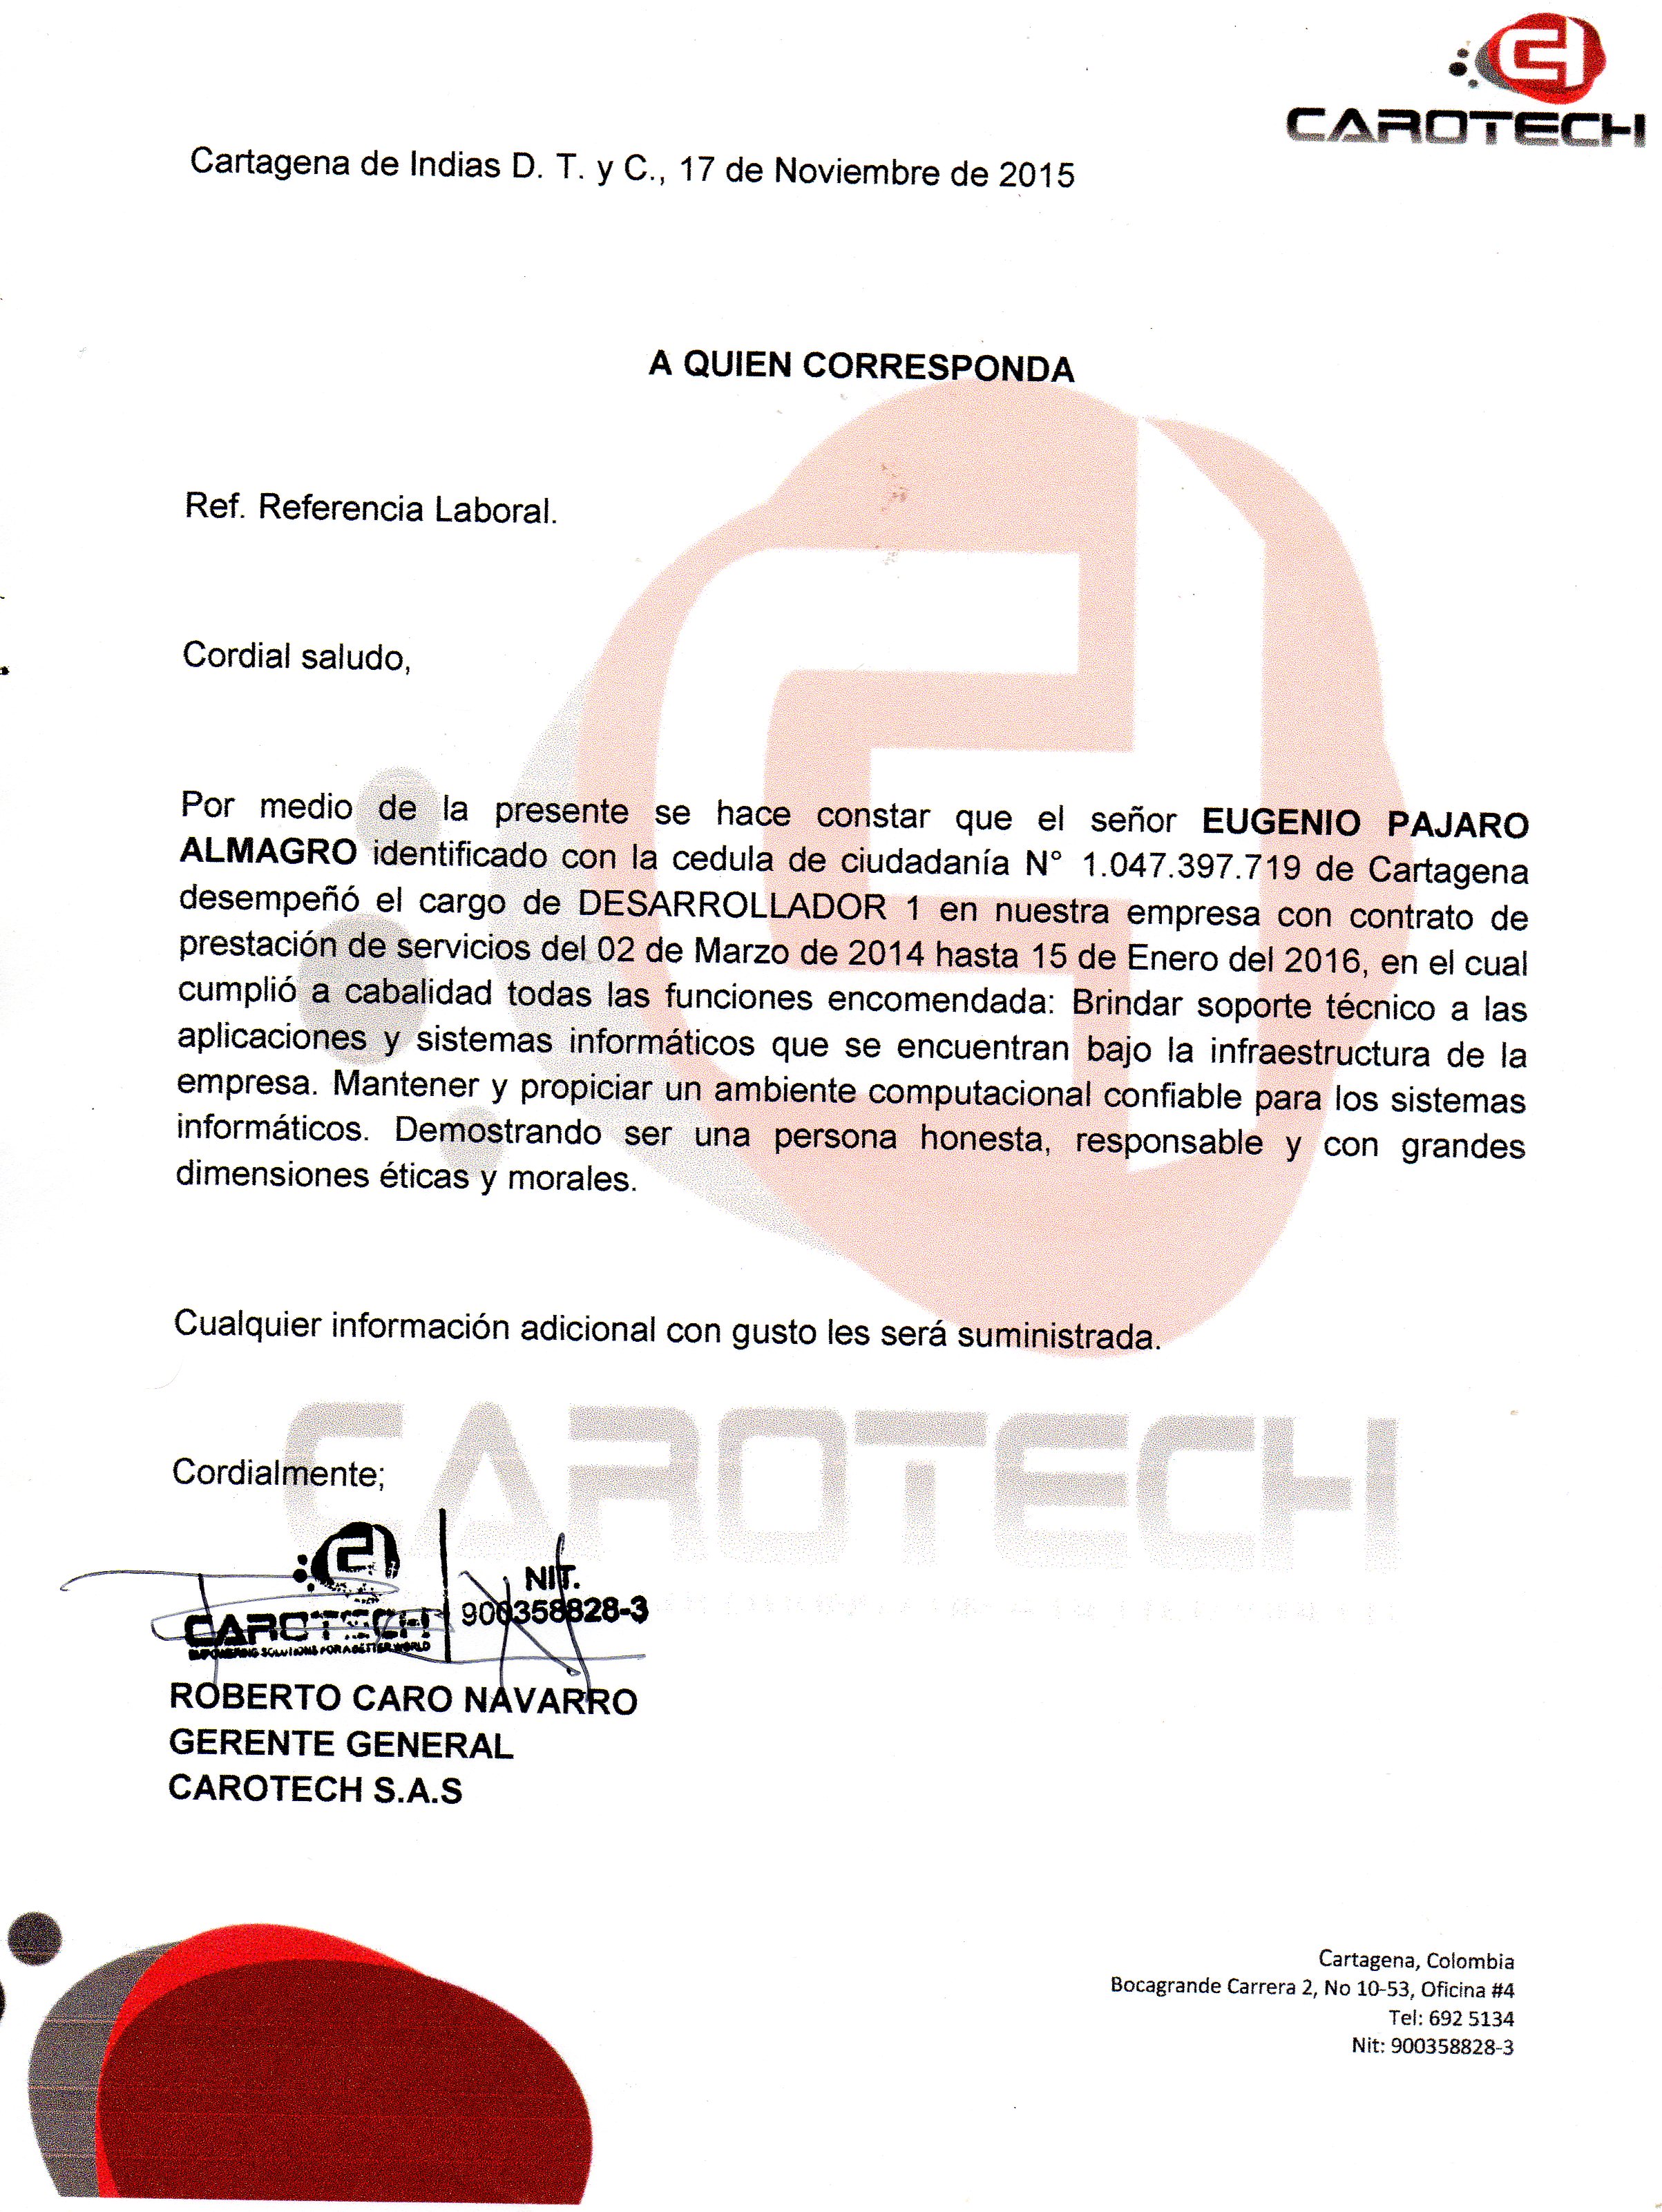 CAROTECH
Cartagena de Indias D. T. y C., 17 de Noviembre de 2015
A QUIEN CORRESPONDA
Ref. Referencia Laboral.
Cordial saludo,
Por medio de la presente se hace constar que el señor EUGENIO PAJARO
ALMAGRO identificado con la cedula de ciudadanía N° 1.047.397.719 de Cartagena
desempeñó el cargo de DESARROLLADOR 1 en nuestra empresa con contrato de
prestación de servicios del 02 de Marzo de 2014 hasta 15 de Enero del 2016, en el cual
cumplió a cabalidad todas las funciones encomendada: Brindar soporte técnico a las
aplicaciones y sistemas informáticos que se encuentran bajo la infraestructura de la
empresa. Mantener y propiciar un ambiente computacional confiable para los sistemas
informáticos. Demostrando ser una persona honesta, responsable y con grandes
dimensiones éticas y morales.
Cualquier información adicional con gusto les será suministrada.
CAROTECH
Cordialmente;
NIT.
CAROTECH 900358828-3
EMPOWERING SOLUTIONS FOR A BETTER WORLD
ROBERTO CARO NAVARRO
GERENTE GENERAL
CAROTECH S.A.S
Cartagena, Colombia
Bocagrande Carrera 2, No 10-53, Oficina #4
Tel: 692 5134
Nit: 900358828-3